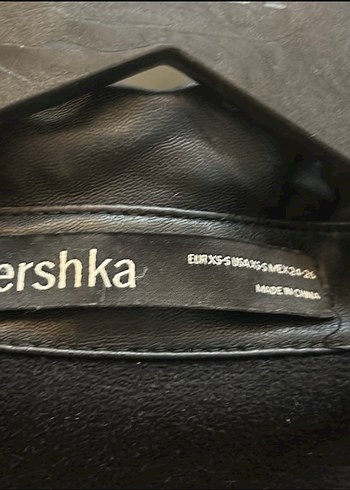 ershka
EUR XS-S USA XS-S MEX 24-26
MADE IN CHINA